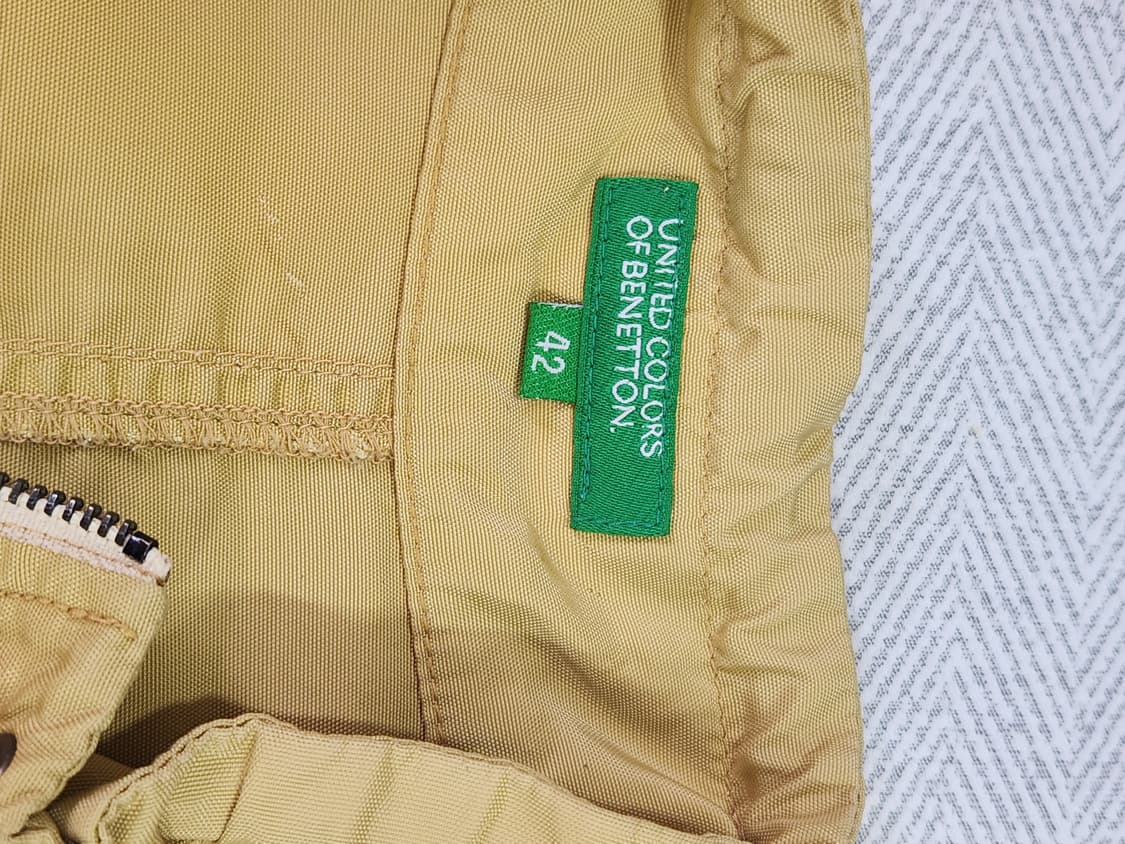 UNITED COLORS
OF BENETTON.
42